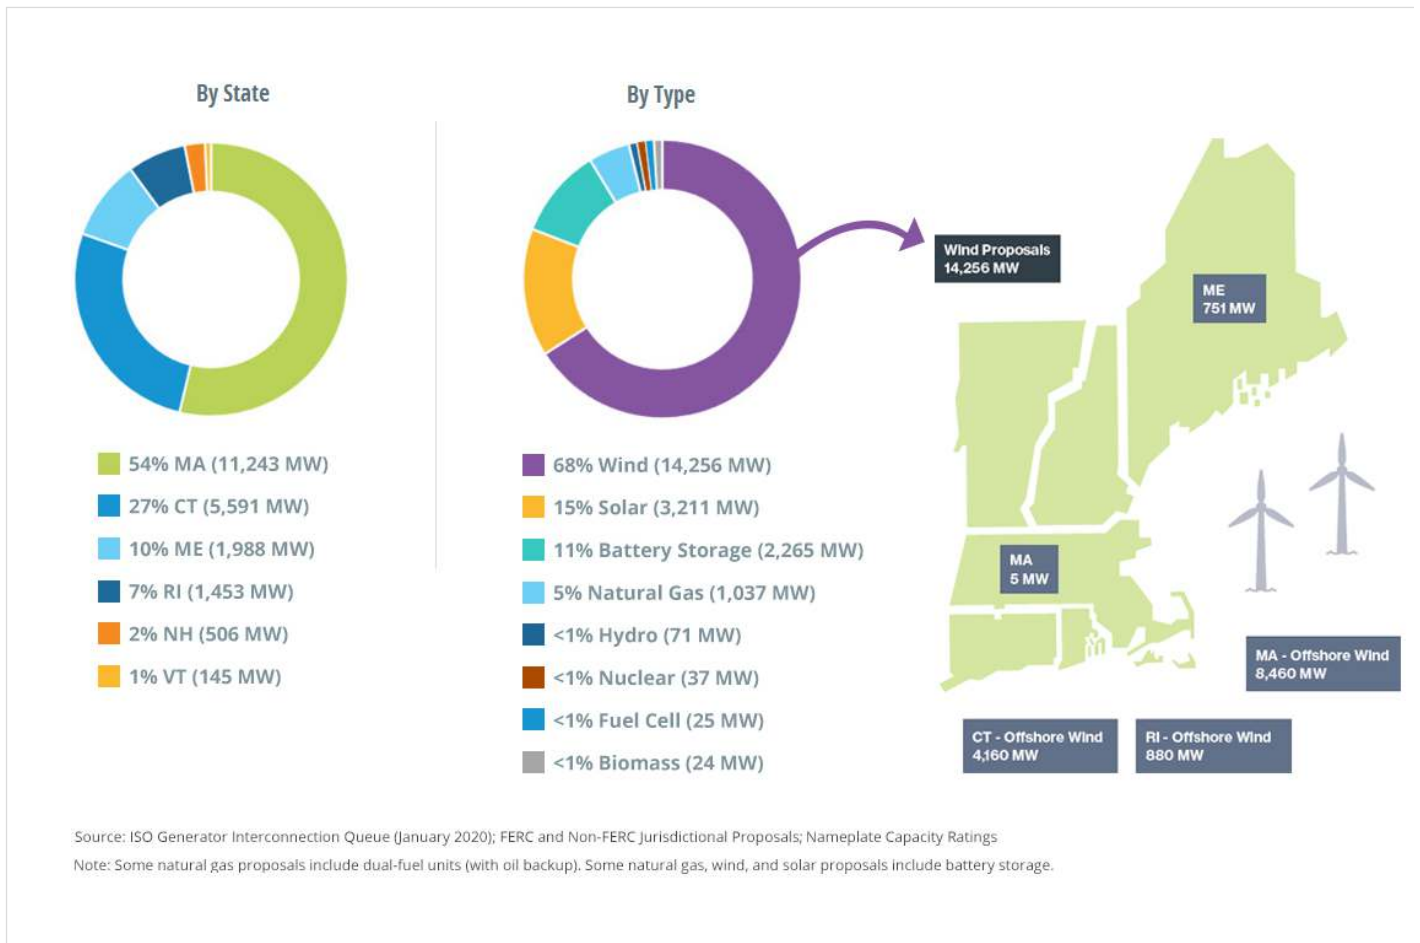 By State
54% MA (11,243 MW)
27% CT (5,591 MW)
10% ME (1,988 MW)
7% RI (1,453 MW)
2% NH (506 MW)
1% VT (145 MW)
By Type
68% Wind (14,256 MW)
15% Solar (3,211 MW)
11% Battery Storage (2,265 MW)
5% Natural Gas (1,037 MW)
<1% Hydro (71 MW)
<1% Nuclear (37 MW)
<1% Fuel Cell (25 MW)
<1% Biomass (24 MW)
Wind Proposals
14,256 MW
ME
751 MW
MA
5 MW
MA - Offshore Wind
8,460 MW
CT - Offshore Wind
4,160 MW
RI - Offshore Wind
880 MW
Source: ISO Generator Interconnection Queue (January 2020); FERC and Non-FERC Jurisdictional Proposals; Nameplate Capacity Ratings
Note: Some natural gas proposals include dual-fuel units (with oil backup). Some natural gas, wind, and solar proposals include battery storage.